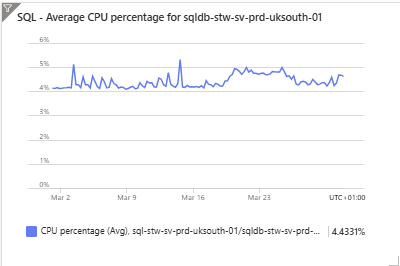 SQL - Average CPU percentage for sqldb-stw-sv-prd-uksouth-01
6%
5%
4%
3%
2%
1%
0%
Mar 2 Mar 9 Mar 16 Mar 23 UTC+01:00
CPU percentage (Avg), sql-stw-sv-prd-uksouth-01/sqldb-stw-sv-prd-... 4.4331%